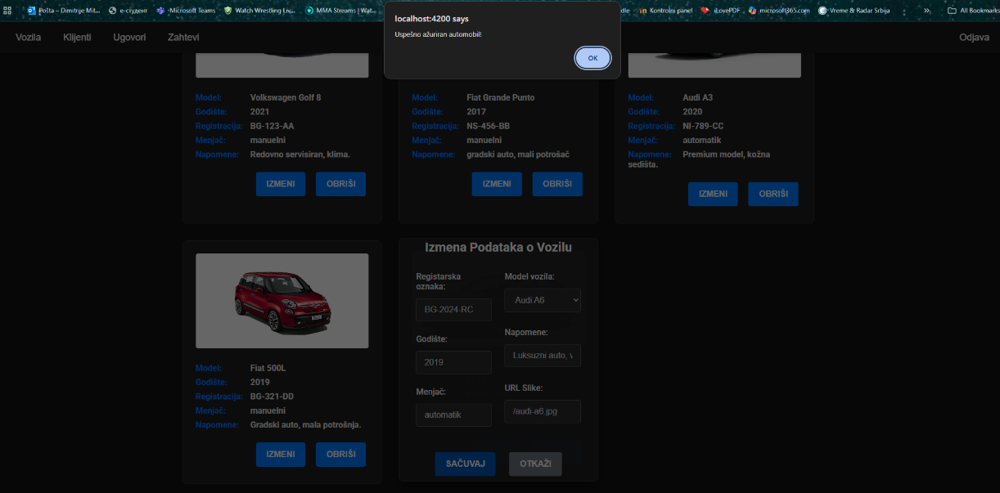 Pošta – Dimitrije Mit...
е-студент
Microsoft Teams
Watch Wrestling Liv...
MMA Streams | Wat...
Kontrolni panel
iLovePDF
microsoft365.com
Vreme & Radar Srbija
»
All Bookmarks
localhost:4200 says
Uspešno ažuriran automobil!
OK
Vozila
Klijenti
Ugovori
Zahtevi
Odjava
Model: Volkswagen Golf 8
Godište: 2021
Registracija: BG-123-AA
Menjač: manuelni
Napomene: Redovno servisiran, klima.
IZMENI OBRIŠI
Model: Fiat Grande Punto
Godište: 2017
Registracija: NS-456-BB
Menjač: manuelni
Napomene: gradski auto, mali potrošač
IZMENI OBRIŠI
Model: Audi A3
Godište: 2020
Registracija: NI-789-CC
Menjač: automatik
Napomene: Premium model, kožna
sedišta.
IZMENI OBRIŠI
Model: Fiat 500L
Godište: 2019
Registracija: BG-321-DD
Menjač: manuelni
Napomene: Gradski auto, mala potrošnja.
IZMENI OBRIŠI
Izmena Podataka o Vozilu
Registarska
oznaka:
BG-2024-RC
Godište:
2019
Menjač:
automatik
Model vozila:
Audi A6
Napomene:
Luksuzni auto, v
URL Slike:
/audi-a6.jpg
SAČUVAJ OTKAŽI